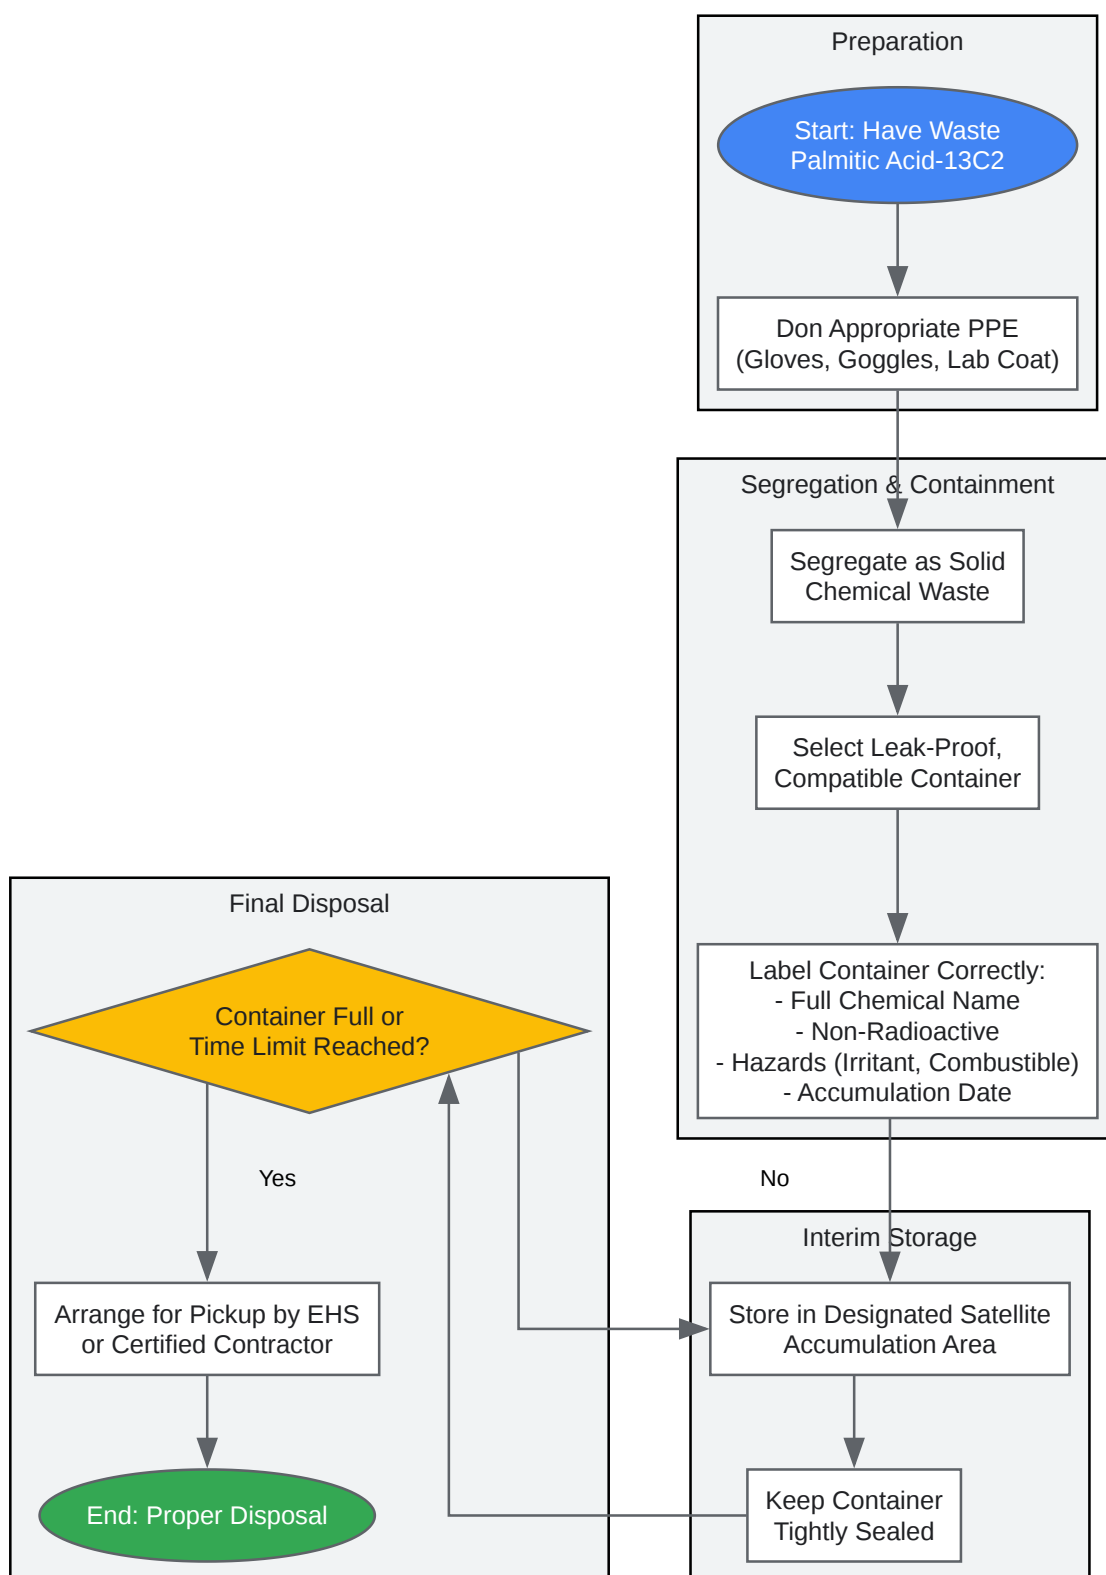 Preparation
Start: Have Waste
Palmitic Acid-13C2
Don Appropriate PPE
(Gloves, Goggles, Lab Coat)
Segregation & Containment
Segregate as Solid
Chemical Waste
Select Leak-Proof,
Compatible Container
Label Container Correctly:
- Full Chemical Name
- Non-Radioactive
- Hazards (Irritant, Combustible)
- Accumulation Date
No
Interim Storage
Store in Designated Satellite
Accumulation Area
Keep Container
Tightly Sealed
Final Disposal
Container Full or
Time Limit Reached?
Yes
Arrange for Pickup by EHS
or Certified Contractor
End: Proper Disposal